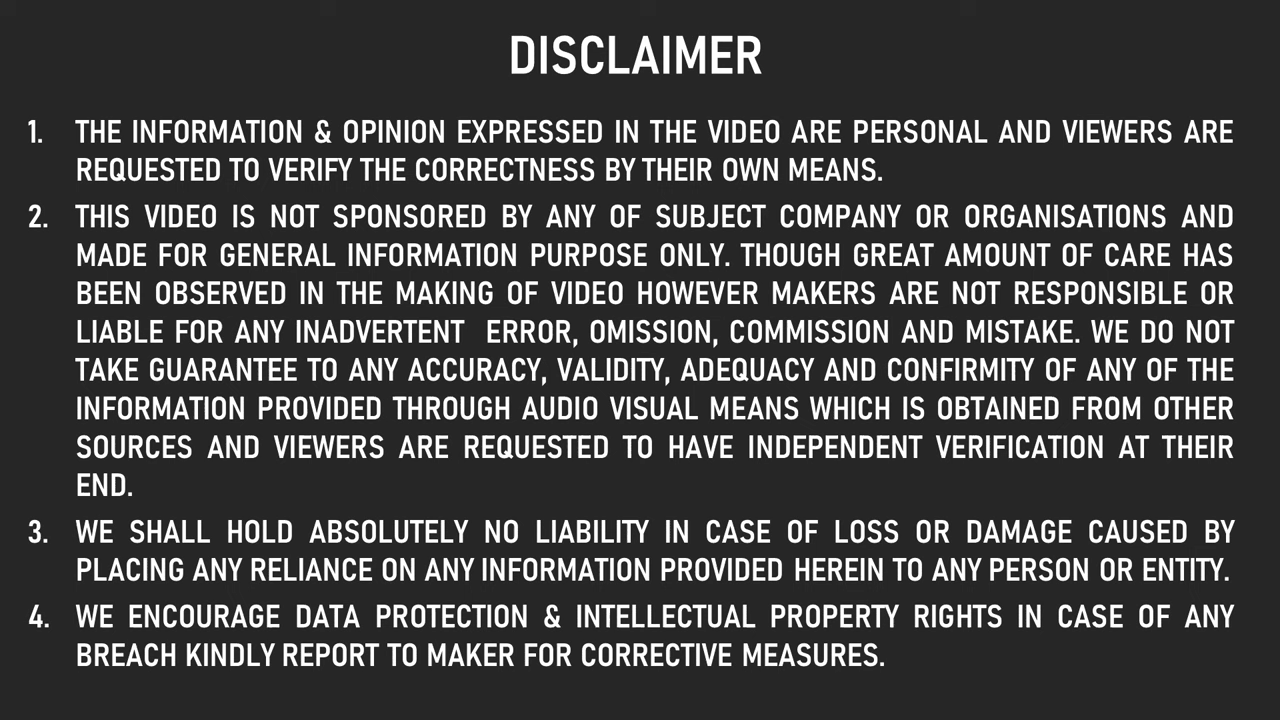 DISCLAIMER
1. THE INFORMATION & OPINION EXPRESSED IN THE VIDEO ARE PERSONAL AND VIEWERS ARE
REQUESTED TO VERIFY THE CORRECTNESS BY THEIR OWN MEANS.
2. THIS VIDEO IS NOT SPONSORED BY ANY OF SUBJECT COMPANY OR ORGANISATIONS AND
MADE FOR GENERAL INFORMATION PURPOSE ONLY. THOUGH GREAT AMOUNT OF CARE HAS
BEEN OBSERVED IN THE MAKING OF VIDEO HOWEVER MAKERS ARE NOT RESPONSIBLE OR
LIABLE FOR ANY INADVERTENT ERROR, OMISSION, COMMISSION AND MISTAKE. WE DO NOT
TAKE GUARANTEE TO ANY ACCURACY, VALIDITY, ADEQUACY AND CONFIRMITY OF ANY OF THE
INFORMATION PROVIDED THROUGH AUDIO VISUAL MEANS WHICH IS OBTAINED FROM OTHER
SOURCES AND VIEWERS ARE REQUESTED TO HAVE INDEPENDENT VERIFICATION AT THEIR
END.
3. WE SHALL HOLD ABSOLUTELY NO LIABILITY IN CASE OF LOSS OR DAMAGE CAUSED BY
PLACING ANY RELIANCE ON ANY INFORMATION PROVIDED HEREIN TO ANY PERSON OR ENTITY.
4. WE ENCOURAGE DATA PROTECTION & INTELLECTUAL PROPERTY RIGHTS IN CASE OF ANY
BREACH KINDLY REPORT TO MAKER FOR CORRECTIVE MEASURES.